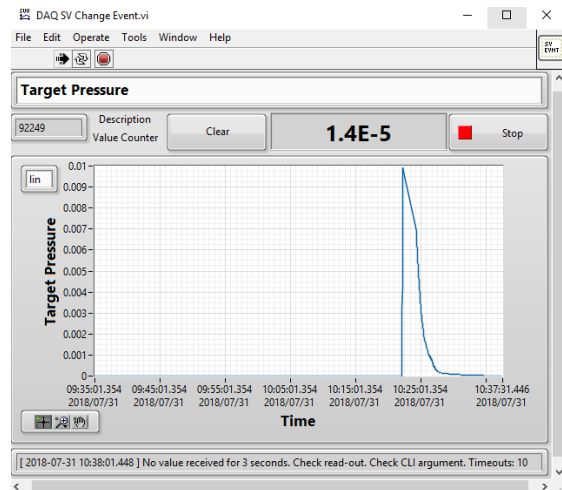 DAQ SV Change Event.vi
File Edit Operate Tools Window Help
SV
EVNT
Target Pressure
92249
Description
Value Counter
Clear
1.4E-5
Stop
lin
0.01
0.009
0.008
0.007
0.006
0.005
0.004
0.003
0.002
0.001
0
Target Pressure
09:35:01.354 09:45:01.354 09:55:01.354 10:05:01.354 10:15:01.354 10:25:01.354 10:37:31.446
2018/07/31 2018/07/31 2018/07/31 2018/07/31 2018/07/31 2018/07/31 2018/07/31
Time
[ 2018-07-31 10:38:01.448 ] No value received for 3 seconds. Check read-out. Check CLI argument. Timeouts: 10